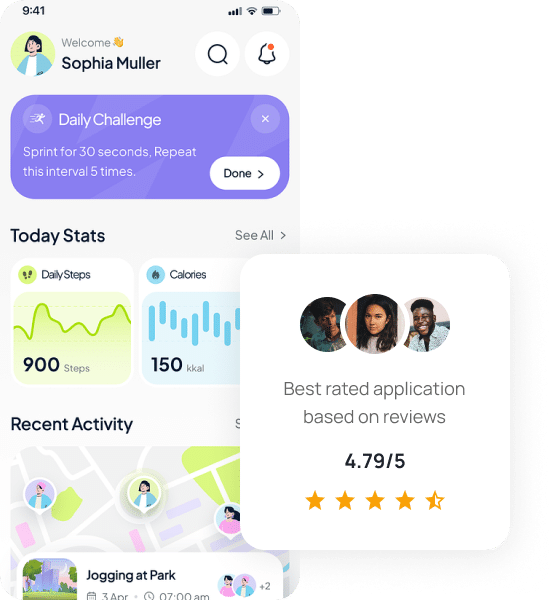 9:41
Welcome 👋
Sophia Muller
Daily Challenge
Sprint for 30 seconds, Repeat
this interval 5 times.
Done
Today Stats
See All
Daily Steps
Calories
900 Steps
150 kkal
Best rated application
based on reviews
4.79/5
Recent Activity
Jogging at Park
3 Apr
07:00 am
+2